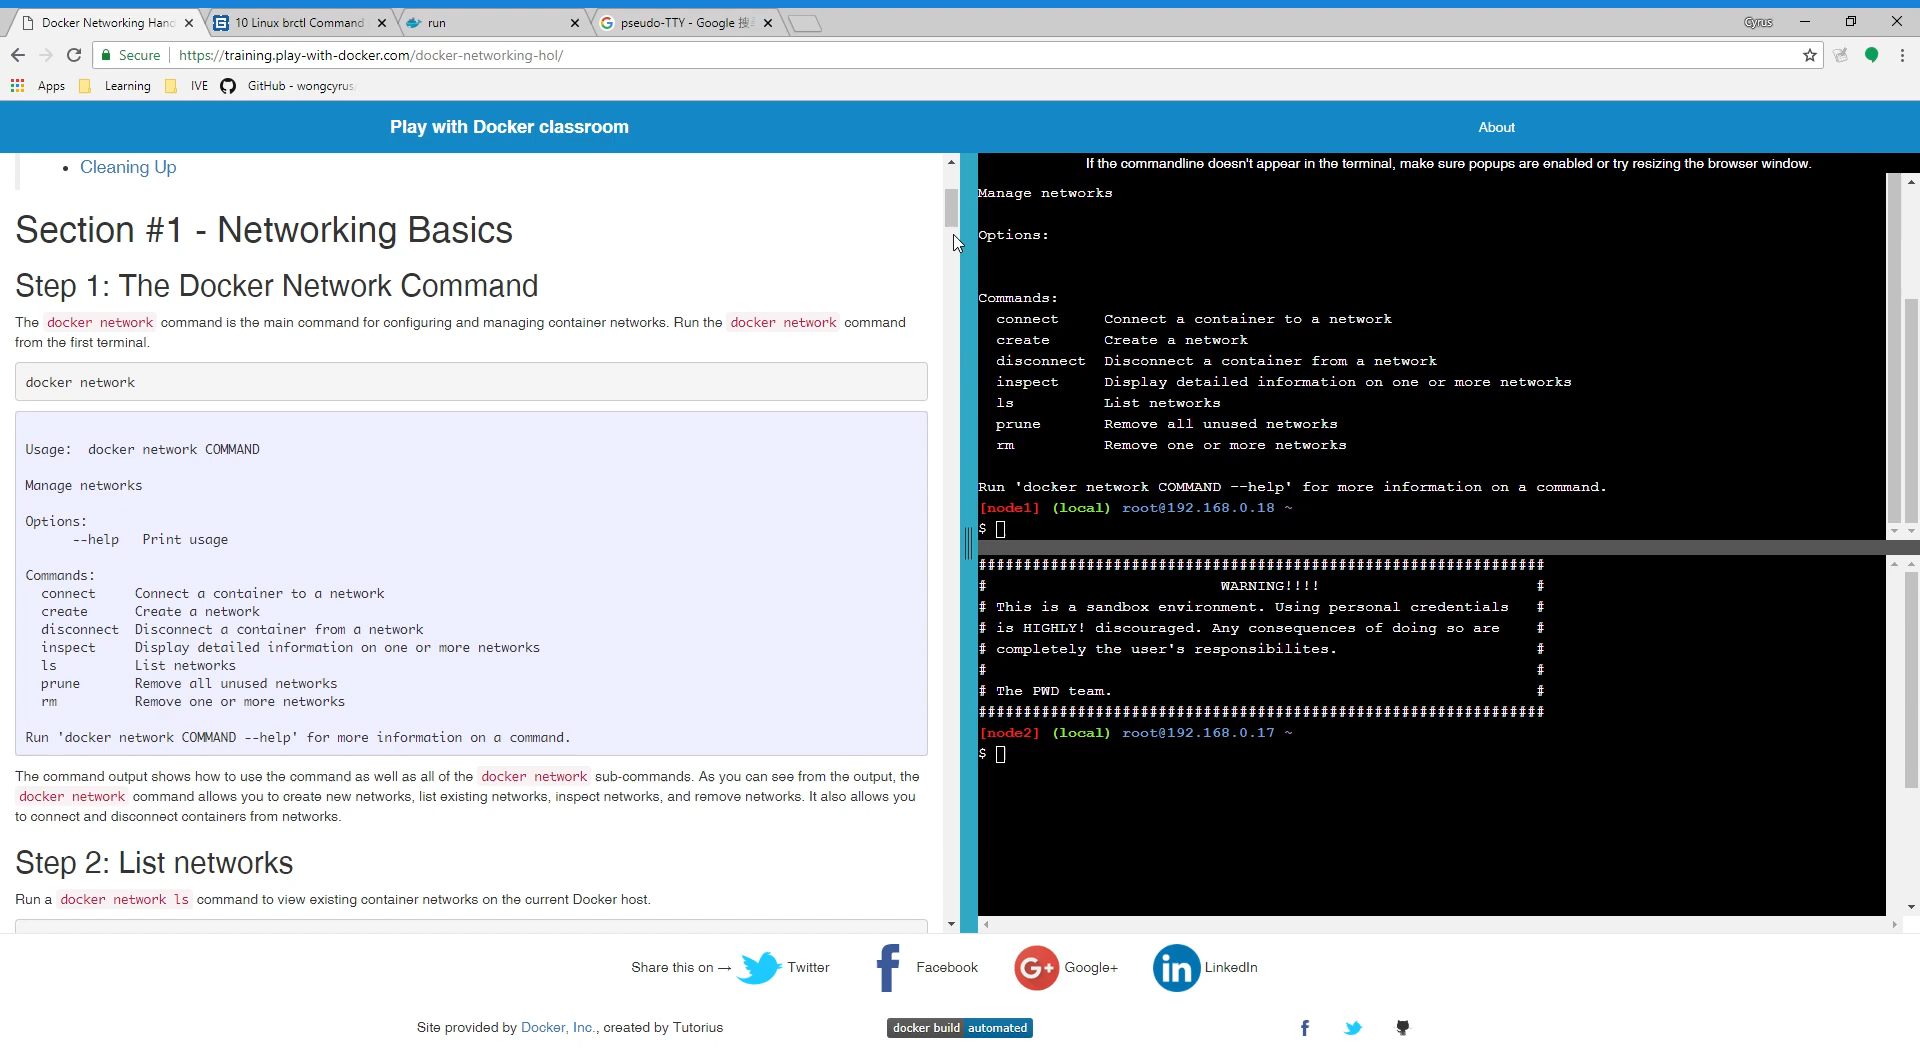 Docker Networking Hand
10 Linux brctl Command
run
pseudo-TTY - Google 搜
Cyrus
Secure
https://training.play-with-docker.com/docker-networking-hol/
Apps
Learning
IVE
GitHub - wongcyrus
Play with Docker classroom
About
Cleaning Up
Section #1 - Networking Basics
Step 1: The Docker Network Command
The docker network command is the main command for configuring and managing container networks. Run the docker network command
from the first terminal.
docker network
Usage:  docker network COMMAND
Manage networks
Options:
--help   Print usage
Commands:
connect     Connect a container to a network
create      Create a network
disconnect  Disconnect a container from a network
inspect     Display detailed information on one or more networks
ls          List networks
prune       Remove all unused networks
rm          Remove one or more networks
Run 'docker network COMMAND --help' for more information on a command.
The command output shows how to use the command as well as all of the docker network sub-commands. As you can see from the output, the
docker network command allows you to create new networks, list existing networks, inspect networks, and remove networks. It also allows you
to connect and disconnect containers from networks.
Step 2: List networks
Run a docker network ls command to view existing container networks on the current Docker host.
If the commandline doesn't appear in the terminal, make sure popups are enabled or try resizing the browser window.
Manage networks
Options:
Commands:
connect     Connect a container to a network
create      Create a network
disconnect  Disconnect a container from a network
inspect     Display detailed information on one or more networks
ls          List networks
prune       Remove all unused networks
rm          Remove one or more networks
Run 'docker network COMMAND --help' for more information on a command.
[node1] (local) root@192.168.0.18 ~
$
###############################################################
#                          WARNING!!!!                        #
# This is a sandbox environment. Using personal credentials   #
# is HIGHLY! discouraged. Any consequences of doing so are    #
# completely the user's responsibilites.                      #
#                                                             #
# The PWD team.                                               #
###############################################################
[node2] (local) root@192.168.0.17 ~
$
Share this on → Twitter Facebook Google+ LinkedIn
Site provided by Docker, Inc., created by Tutorius
docker build automated